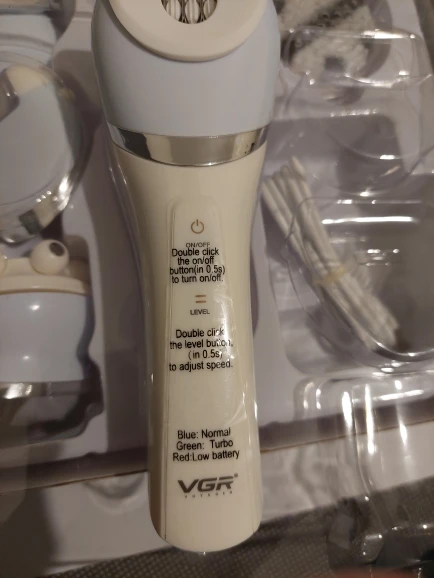 ON/OFF
Double click
the on/off
button(in 0.5s)
to turn on/off.
LEVEL
Double click
the level button
(in 0.5s)
to adjust speed.
Blue: Normal
Green: Turbo
Red:Low battery
VGR®
VOYAGER